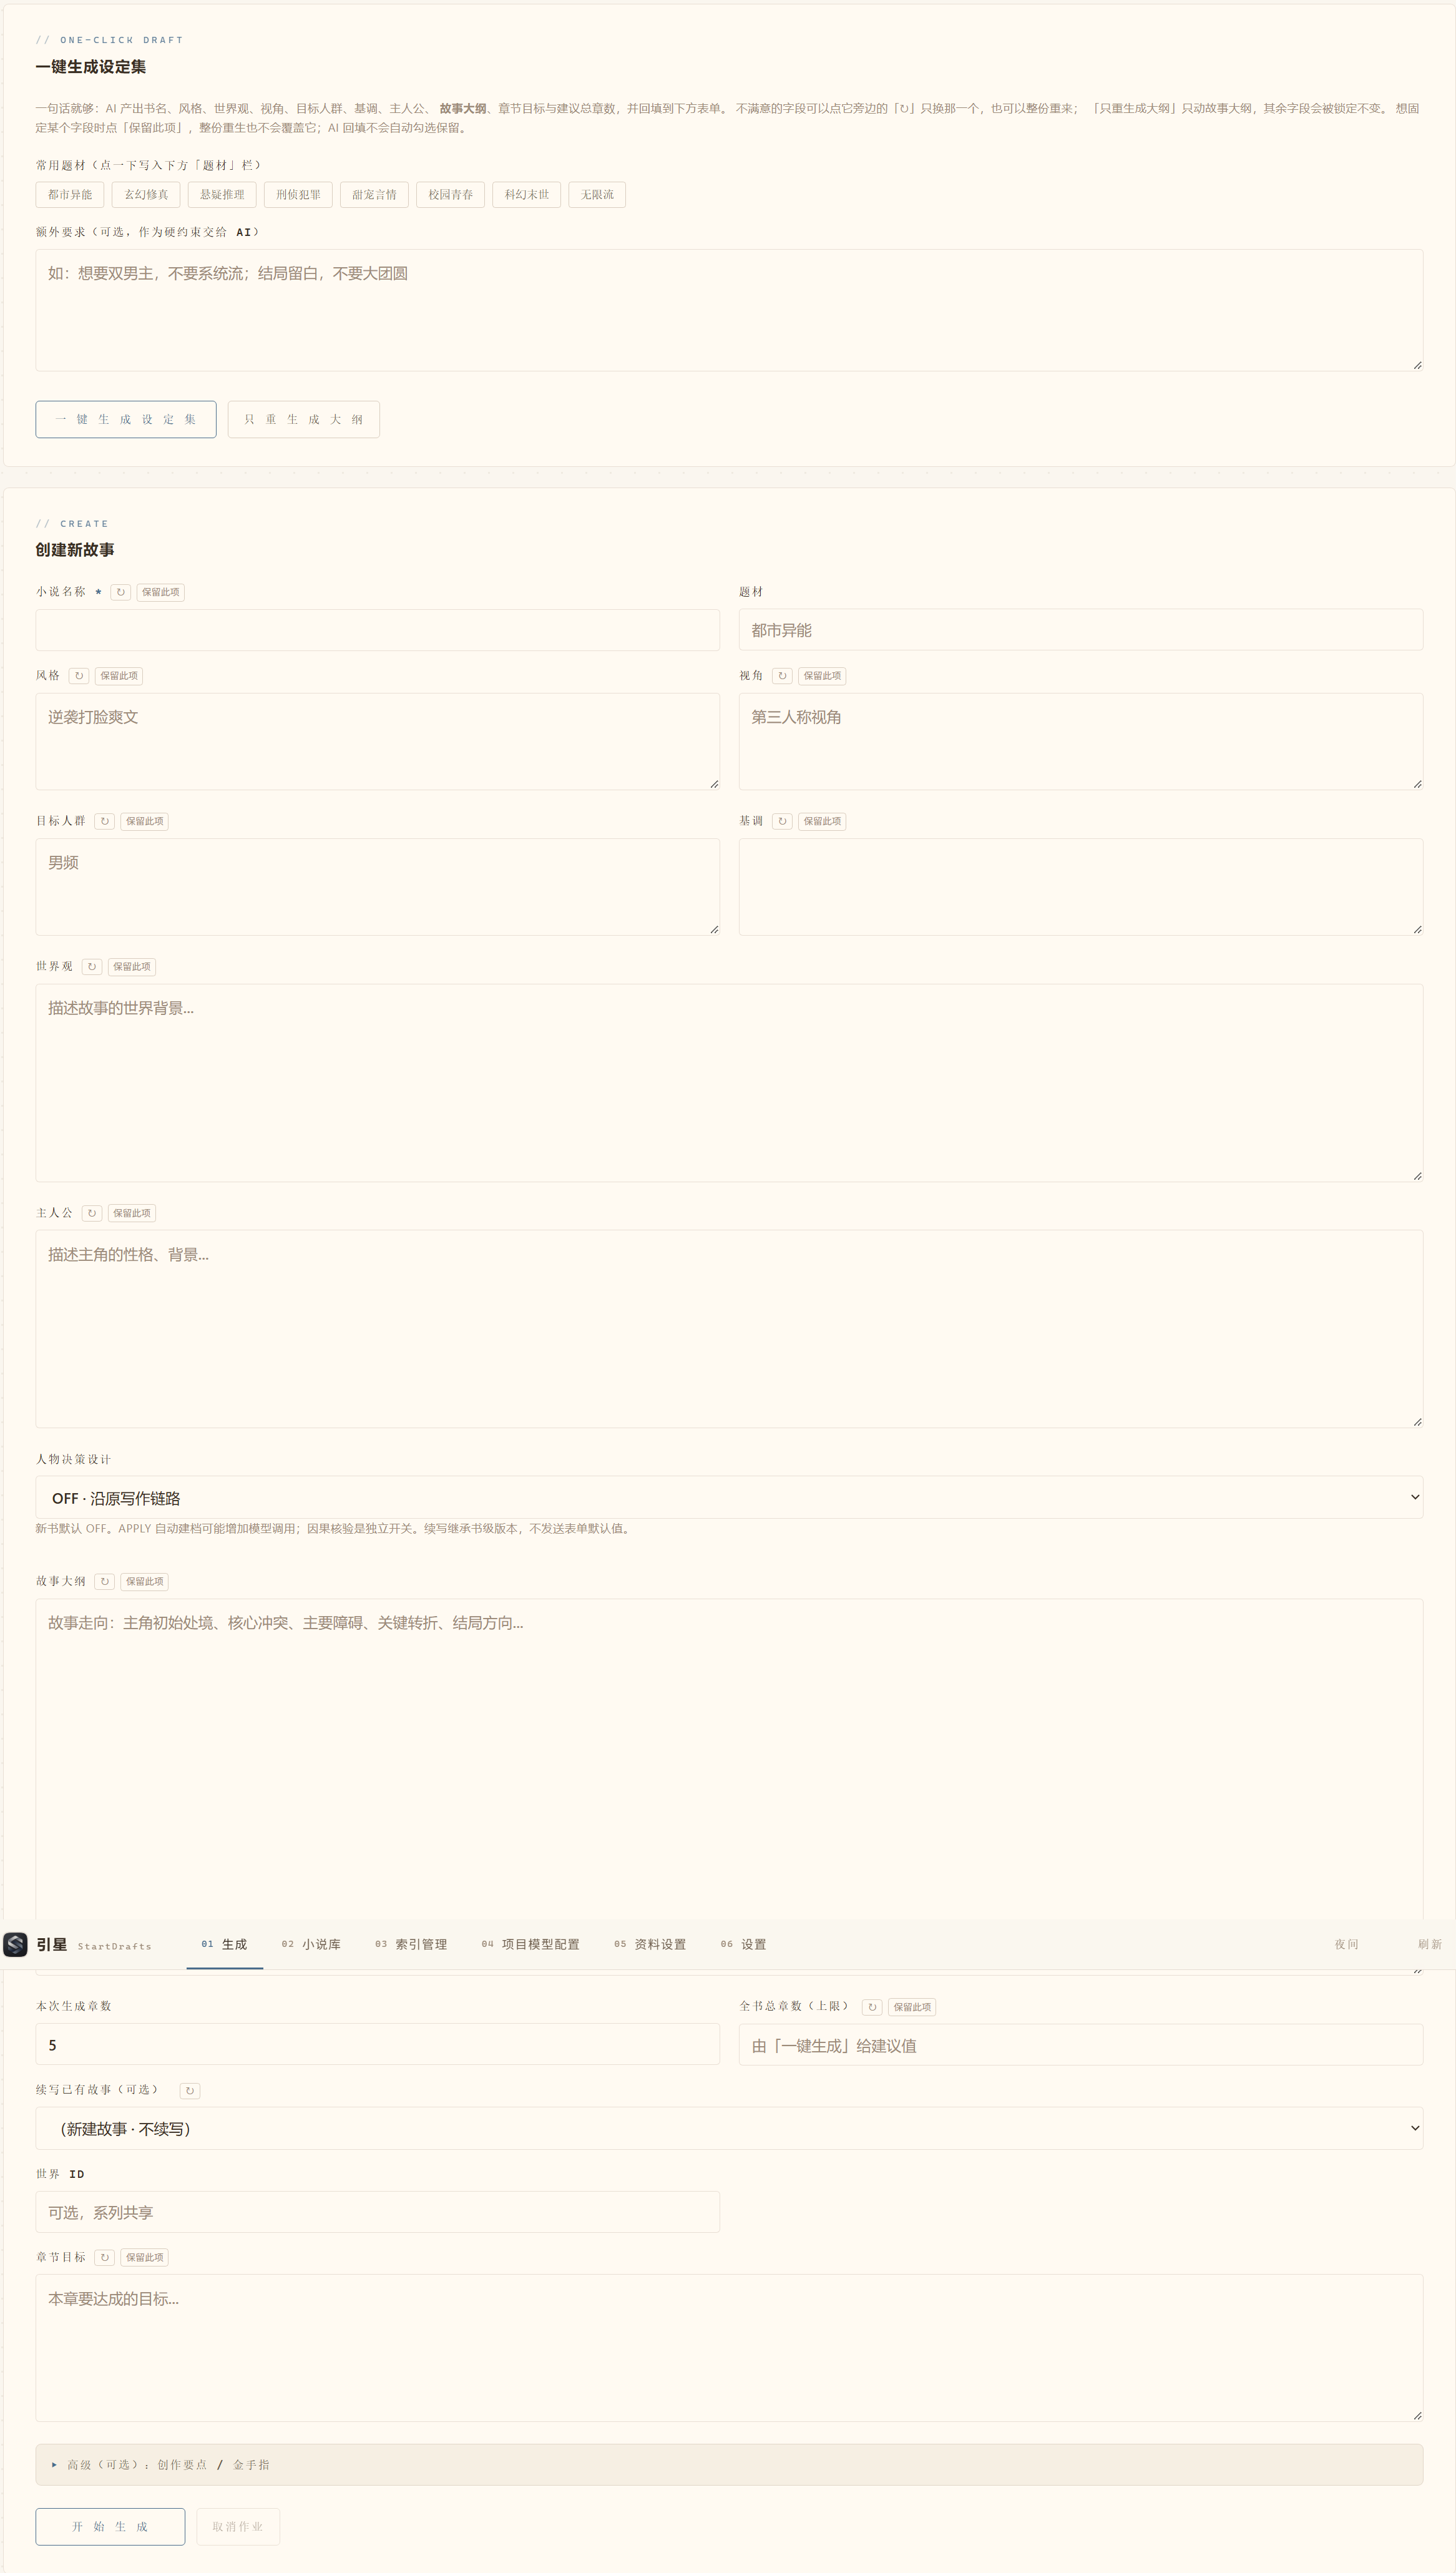 // ONE-CLICK DRAFT
一键生成设定集
一句话就够：AI 产出书名、风格、世界观、视角、目标人群、基调、主人公、 故事大纲、章节目标与建议总章数，并回填到下方表单。 不满意的字段可以点它旁边的「↻」只换那一个，也可以整份重来； 「只重生成大纲」只动故事大纲，其余字段会被锁定不变。 想固
定某个字段时点「保留此项」，整份重生也不会覆盖它；AI 回填不会自动勾选保留。
常用题材（点一下写入下方「题材」栏）
都市异能 玄幻修真 悬疑推理 刑侦犯罪 甜宠言情 校园青春 科幻末世 无限流
额外要求（可选，作为硬约束交给 AI）
如：想要双男主，不要系统流；结局留白，不要大团圆
一键生成设定集 只重生成大纲
// CREATE
创建新故事
小说名称 * ↻ 保留此项 题材
都市异能
风格 ↻ 保留此项 视角 ↻ 保留此项
逆袭打脸爽文 第三人称视角
目标人群 ↻ 保留此项 基调 ↻ 保留此项
男频
世界观 ↻ 保留此项
描述故事的世界背景...
主人公 ↻ 保留此项
描述主角的性格、背景...
人物决策设计
OFF · 沿原写作链路
新书默认 OFF。APPLY 自动建档可能增加模型调用；因果核验是独立开关。续写继承书级版本，不发送表单默认值。
故事大纲 ↻ 保留此项
故事走向：主角初始处境、核心冲突、主要障碍、关键转折、结局方向...
引星 StartDrafts 01 生成 02 小说库 03 索引管理 04 项目模型配置 05 资料设置 06 设置 夜间 刷新
本次生成章数 全书总章数（上限） ↻ 保留此项
5 由「一键生成」给建议值
续写已有故事（可选） ↻
（新建故事 · 不续写）
世界 ID
可选，系列共享
章节目标 ↻ 保留此项
本章要达成的目标...
▸ 高级（可选）：创作要点 / 金手指
开始生成 取消作业